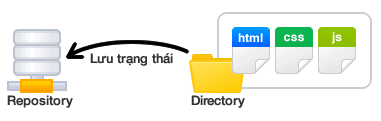 html css js
Lưu trạng thái
Repository Directory